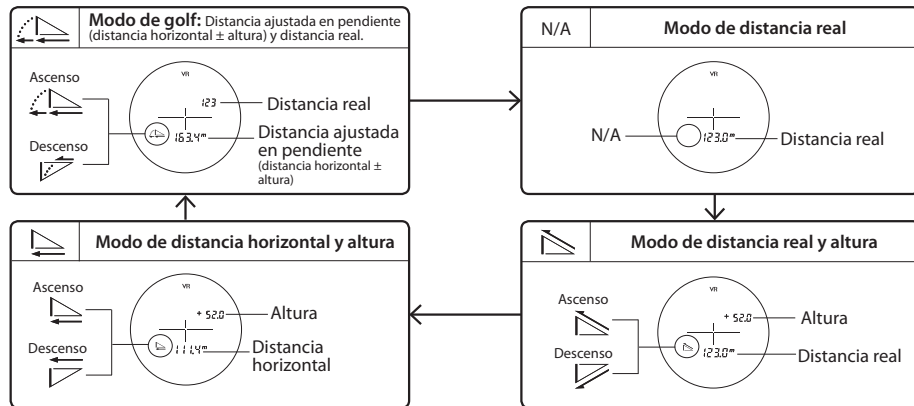 Modo de golf: Distancia ajustada en pendiente
(distancia horizontal ± altura) y distancia real.
Ascenso
Descenso
VR
123
163.4m
Distancia real
Distancia ajustada
en pendiente
(distancia horizontal ±
altura)
N/A
Modo de distancia real
VR
N/A
123.0m
Distancia real
Modo de distancia horizontal y altura
Ascenso
Descenso
VR
+ 52.0
111.4m
Altura
Distancia
horizontal
Modo de distancia real y altura
Ascenso
Descenso
VR
+ 52.0
123.0m
Altura
Distancia real